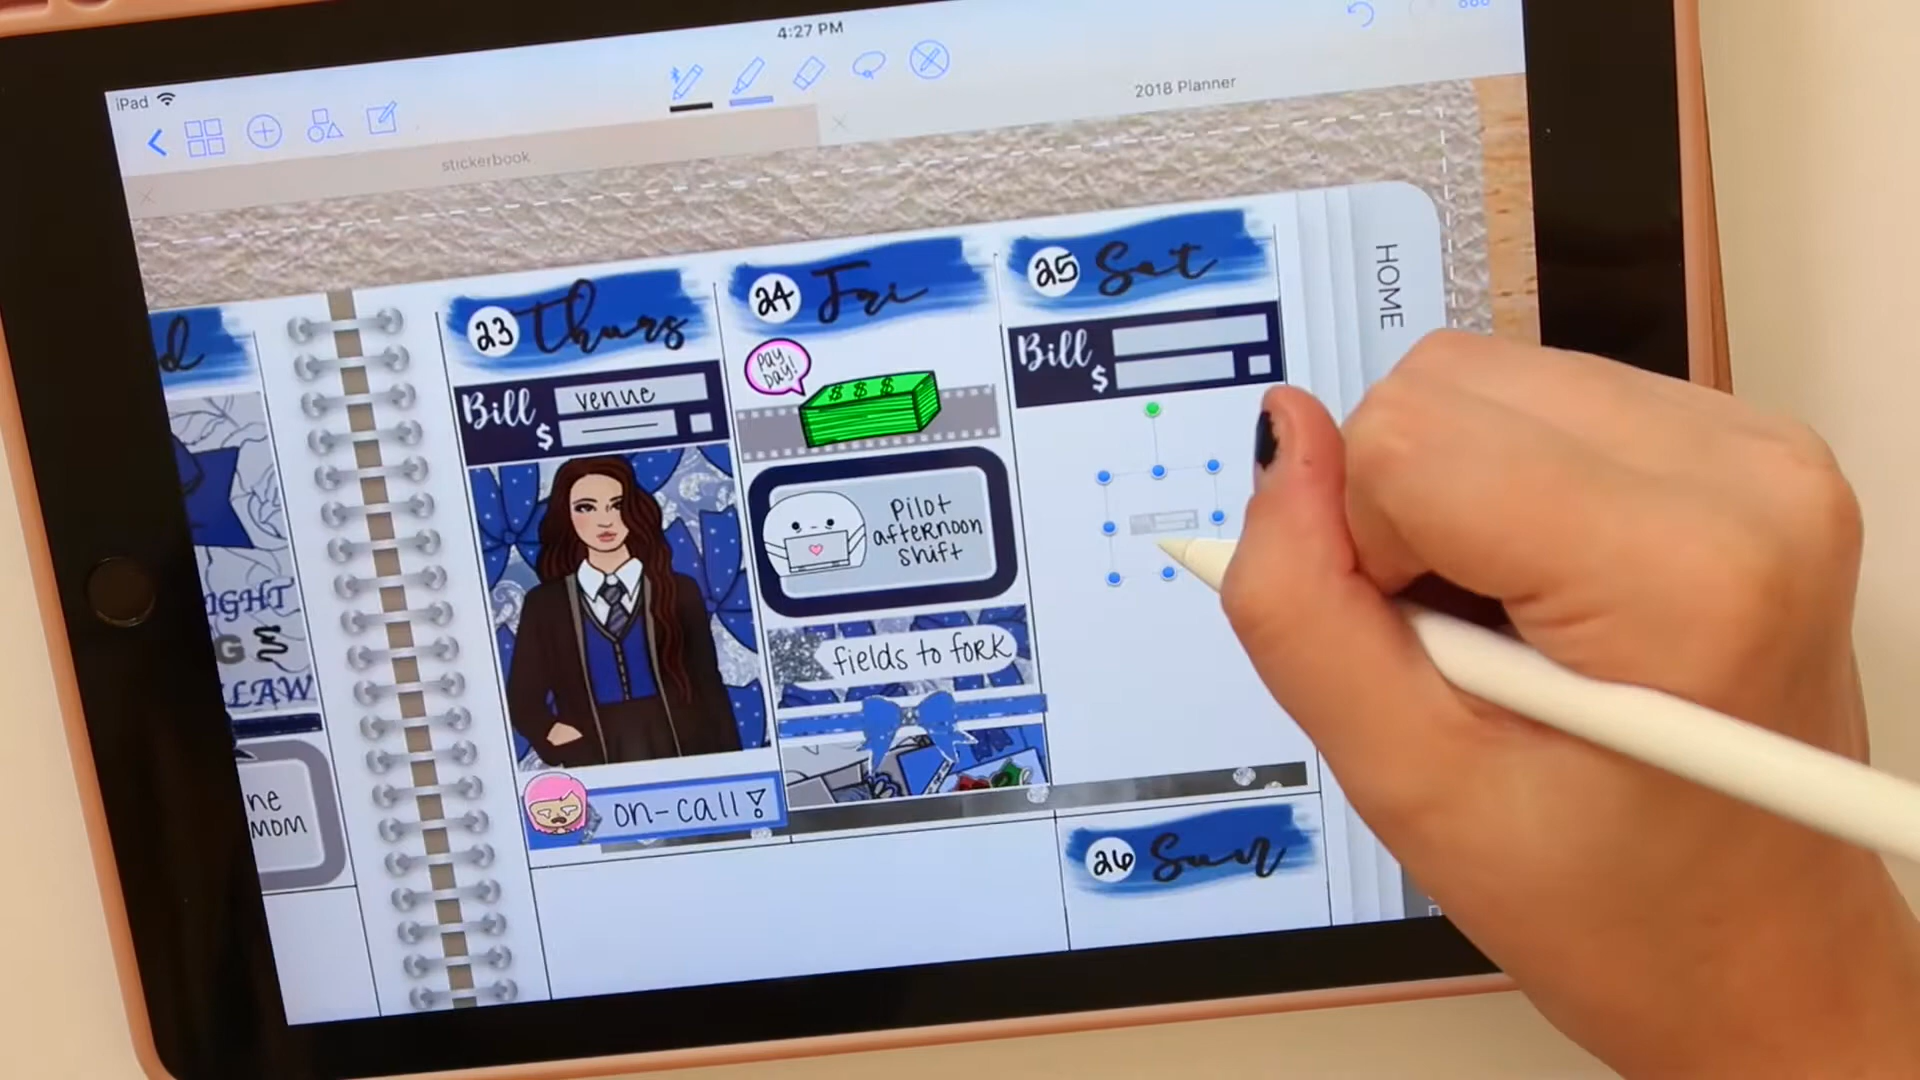 4:27 PM
iPad
2018 Planner
stickerbook
HOME
23 Thurs
24 Fri
25 Sat
Bill
$
venue
PAY
DAY!
$ $ $
Bill
$
Pilot
afternoon
shift
fields to fork
on-call!
26 Sun
IGHT
G
LAW
ne
MOM
d